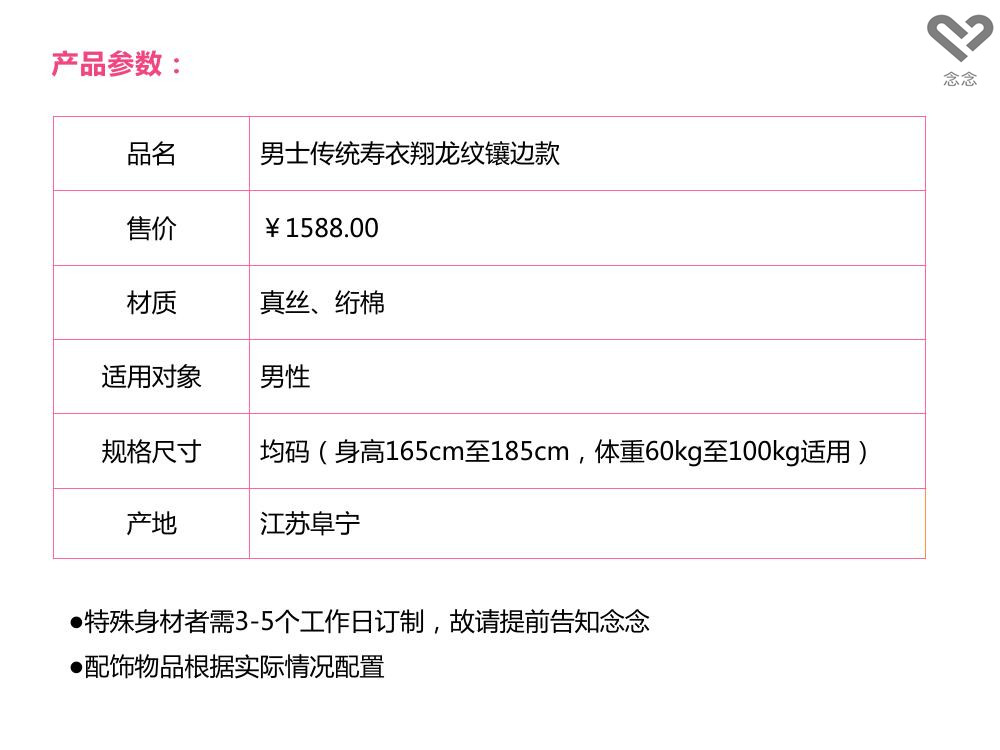 念念
产品参数：
品名 男士传统寿衣翔龙纹镶边款
售价 ￥1588.00
材质 真丝、绗棉
适用对象 男性
规格尺寸 均码（身高165cm至185cm，体重60kg至100kg适用）
产地 江苏阜宁
●特殊身材者需3-5个工作日订制，故请提前告知念念
●配饰物品根据实际情况配置